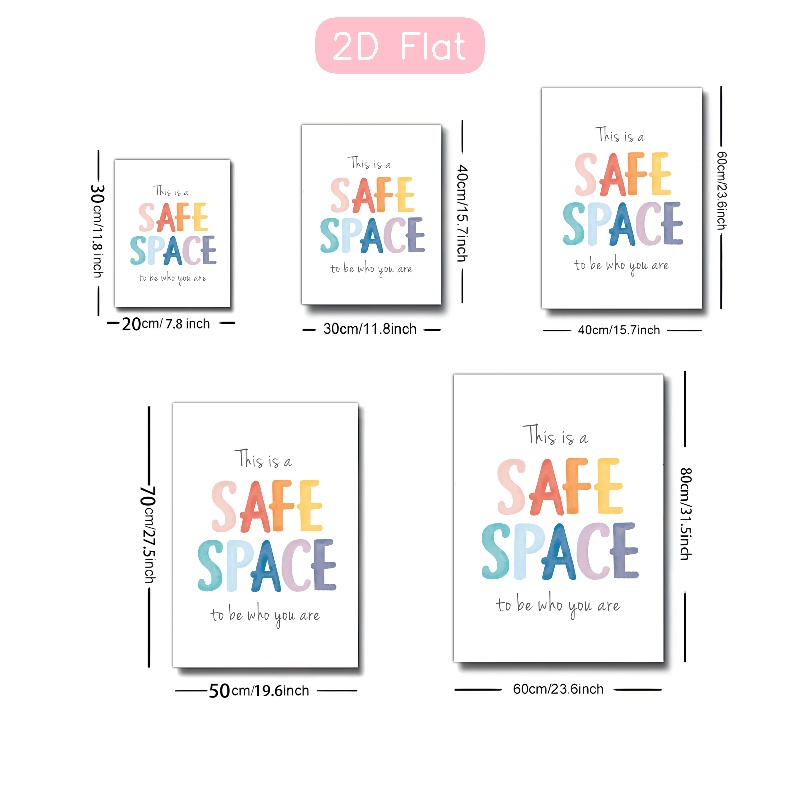 2D Flat
This is a
SAFE
SPACE
to be who you are
30cm/11.8 inch
20cm/ 7.8 inch
This is a
SAFE
SPACE
to be who you are
40cm/15.7inch
30cm/11.8inch
This is a
SAFE
SPACE
to be who you are
60cm/23.6inch
40cm/15.7inch
70cm/27.5inch
This is a
SAFE
SPACE
to be who you are
50cm/19.6inch
This is a
SAFE
SPACE
to be who you are
80cm/31.5inch
60cm/23.6inch